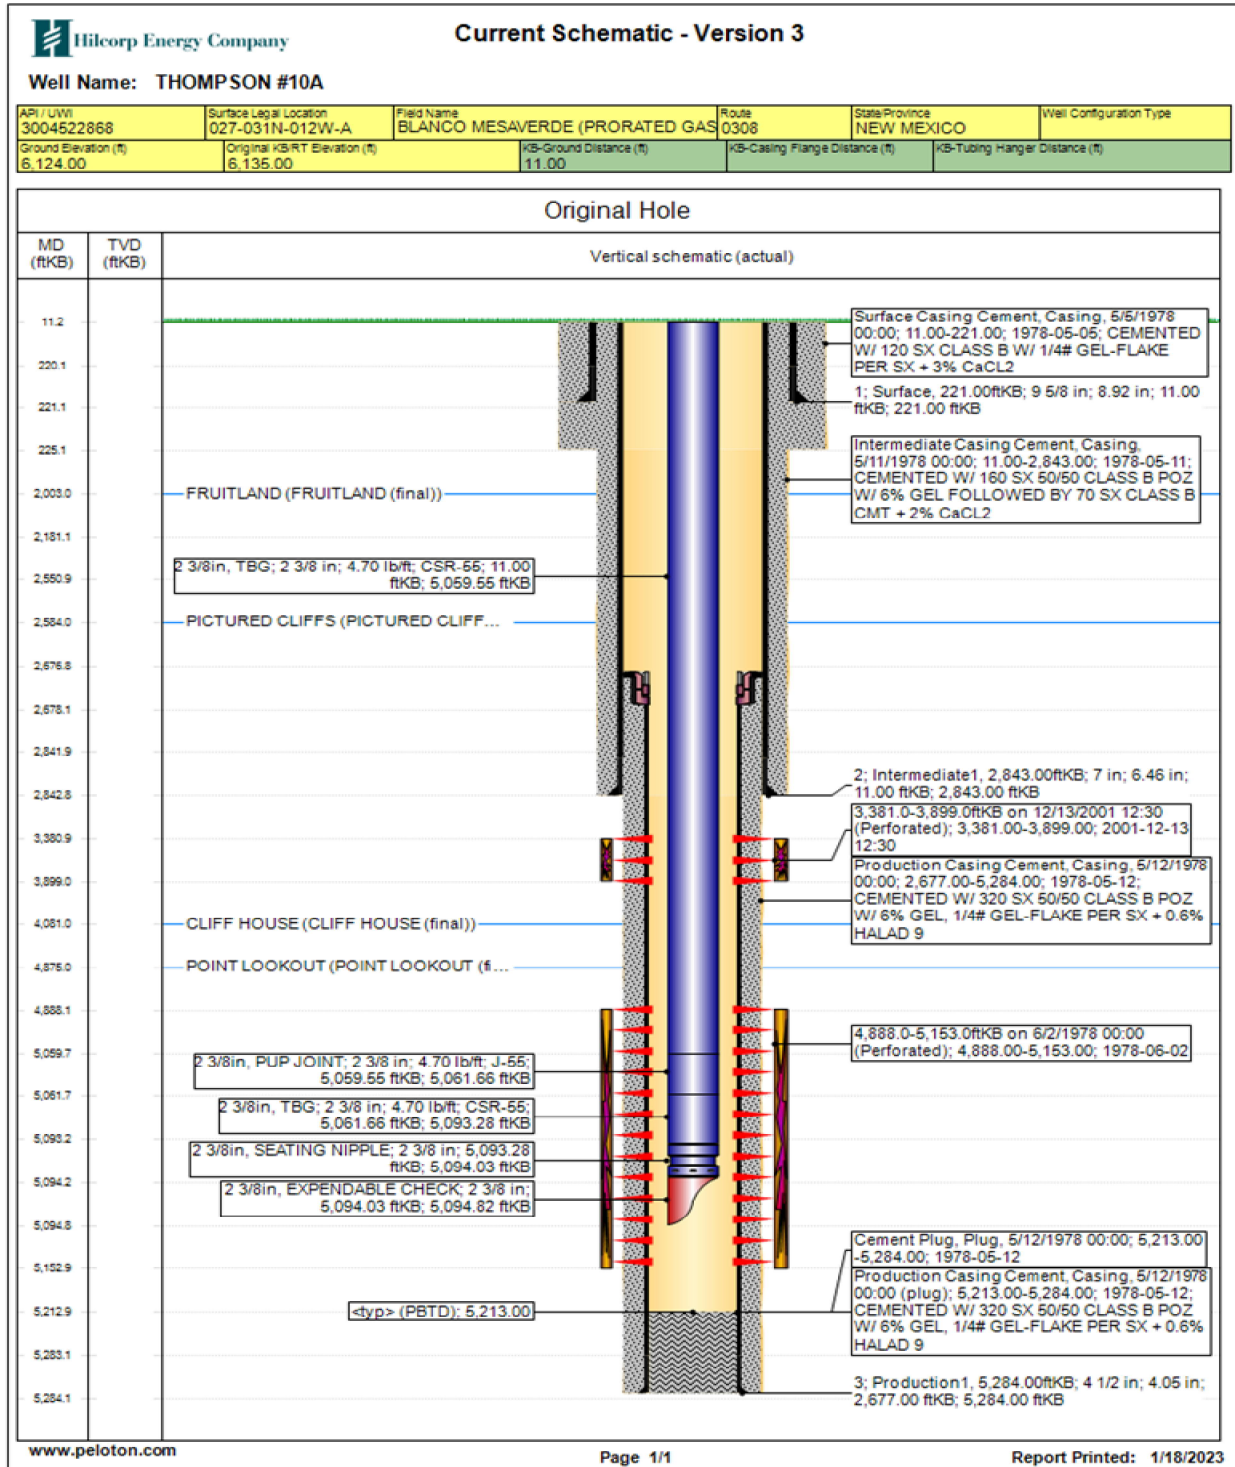 Hilcorp Energy Company
Current Schematic - Version 3
Well Name: THOMPSON #10A
API / UWI
3004522868
Surface Legal Location
027-031N-012W-A
Field Name
BLANCO MESAVERDE (PRORATED GAS
Route
0308
State/Province
NEW MEXICO
Well Configuration Type
Ground Elevation (ft)
6,124.00
Original KB/RT Elevation (ft)
6,135.00
KB-Ground Distance (ft)
11.00
KB-Casing Flange Distance (ft)
KB-Tubing Hanger Distance (ft)
Original Hole
MD
(ftKB)
TVD
(ftKB)
Vertical schematic (actual)
11.2
Surface Casing Cement, Casing, 5/5/1978
00:00; 11.00-221.00; 1978-05-05; CEMENTED
W/ 120 SX CLASS B W/ 1/4# GEL-FLAKE
PER SX + 3% CaCL2
220.1
1; Surface, 221.00ftKB; 9 5/8 in; 8.92 in; 11.00
ftKB; 221.00 ftKB
221.1
225.1
Intermediate Casing Cement, Casing,
5/11/1978 00:00; 11.00-2,843.00; 1978-05-11;
CEMENTED W/ 160 SX 50/50 CLASS B POZ
W/ 6% GEL FOLLOWED BY 70 SX CLASS B
CMT + 2% CaCL2
2,003.0
FRUITLAND (FRUITLAND (final))
2,181.1
2 3/8in, TBG; 2 3/8 in; 4.70 lb/ft; CSR-55; 11.00
ftKB; 5,059.55 ftKB
2,550.9
2,584.0
PICTURED CLIFFS (PICTURED CLIFF...
2,676.8
2,678.1
2,841.9
2; Intermediate1, 2,843.00ftKB; 7 in; 6.46 in;
11.00 ftKB; 2,843.00 ftKB
2,842.8
3,381.0-3,899.0ftKB on 12/13/2001 12:30
(Perforated); 3,381.00-3,899.00; 2001-12-13
12:30
3,380.9
Production Casing Cement, Casing, 5/12/1978
00:00; 2,677.00-5,284.00; 1978-05-12;
CEMENTED W/ 320 SX 50/50 CLASS B POZ
W/ 6% GEL, 1/4# GEL-FLAKE PER SX + 0.6%
HALAD 9
3,899.0
4,081.0
CLIFF HOUSE (CLIFF HOUSE (final))
4,875.0
POINT LOOKOUT (POINT LOOKOUT (fi...
4,888.1
4,888.0-5,153.0ftKB on 6/2/1978 00:00
(Perforated); 4,888.00-5,153.00; 1978-06-02
5,059.7
2 3/8in, PUP JOINT; 2 3/8 in; 4.70 lb/ft; J-55;
5,059.55 ftKB; 5,061.66 ftKB
5,061.7
2 3/8in, TBG; 2 3/8 in; 4.70 lb/ft; CSR-55;
5,061.66 ftKB; 5,093.28 ftKB
5,093.2
2 3/8in, SEATING NIPPLE; 2 3/8 in; 5,093.28
ftKB; 5,094.03 ftKB
5,094.2
2 3/8in, EXPENDABLE CHECK; 2 3/8 in;
5,094.03 ftKB; 5,094.82 ftKB
5,094.8
Cement Plug, Plug, 5/12/1978 00:00; 5,213.00
-5,284.00; 1978-05-12
5,152.9
Production Casing Cement, Casing, 5/12/1978
00:00 (plug); 5,213.00-5,284.00; 1978-05-12;
CEMENTED W/ 320 SX 50/50 CLASS B POZ
W/ 6% GEL, 1/4# GEL-FLAKE PER SX + 0.6%
HALAD 9
<typ> (PBTD); 5,213.00
5,212.9
5,283.1
3; Production1, 5,284.00ftKB; 4 1/2 in; 4.05 in;
2,677.00 ftKB; 5,284.00 ftKB
5,284.1
www.peloton.com
Page 1/1
Report Printed: 1/18/2023